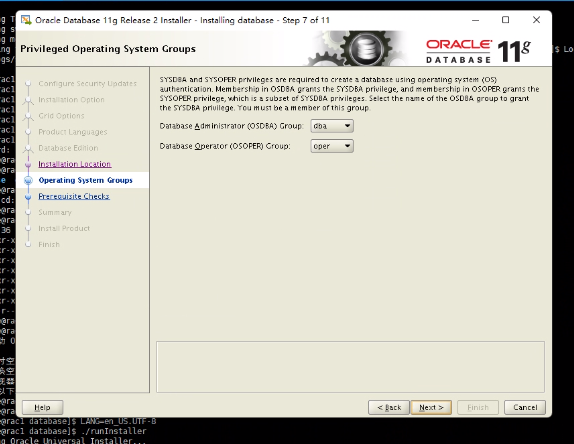 Oracle Database 11g Release 2 Installer - Installing database - Step 7 of 11
Privileged Operating System Groups
ORACLE 11g
DATABASE
Configure Security Updates
Installation Option
Grid Options
Product Languages
Database Edition
Installation Location
Operating System Groups
Prerequisite Checks
Summary
Install Product
Finish
SYSDBA and SYSOPER privileges are required to create a database using operating system (OS)
authentication. Membership in OSDBA grants the SYSDBA privilege, and membership in OSOPER grants the
SYSOPER privilege, which is a subset of SYSDBA privileges. Select the name of the OSDBA group to grant
the SYSDBA privilege. You must be a member of this group.
Database Administrator (OSDBA) Group: dba
Database Operator (OSOPER) Group: oper
Help
< Back Next > Finish Cancel
database]$ LANG=en_US.UTF-8
@rac1 database]$ ./runInstaller
ng Oracle Universal Installer...